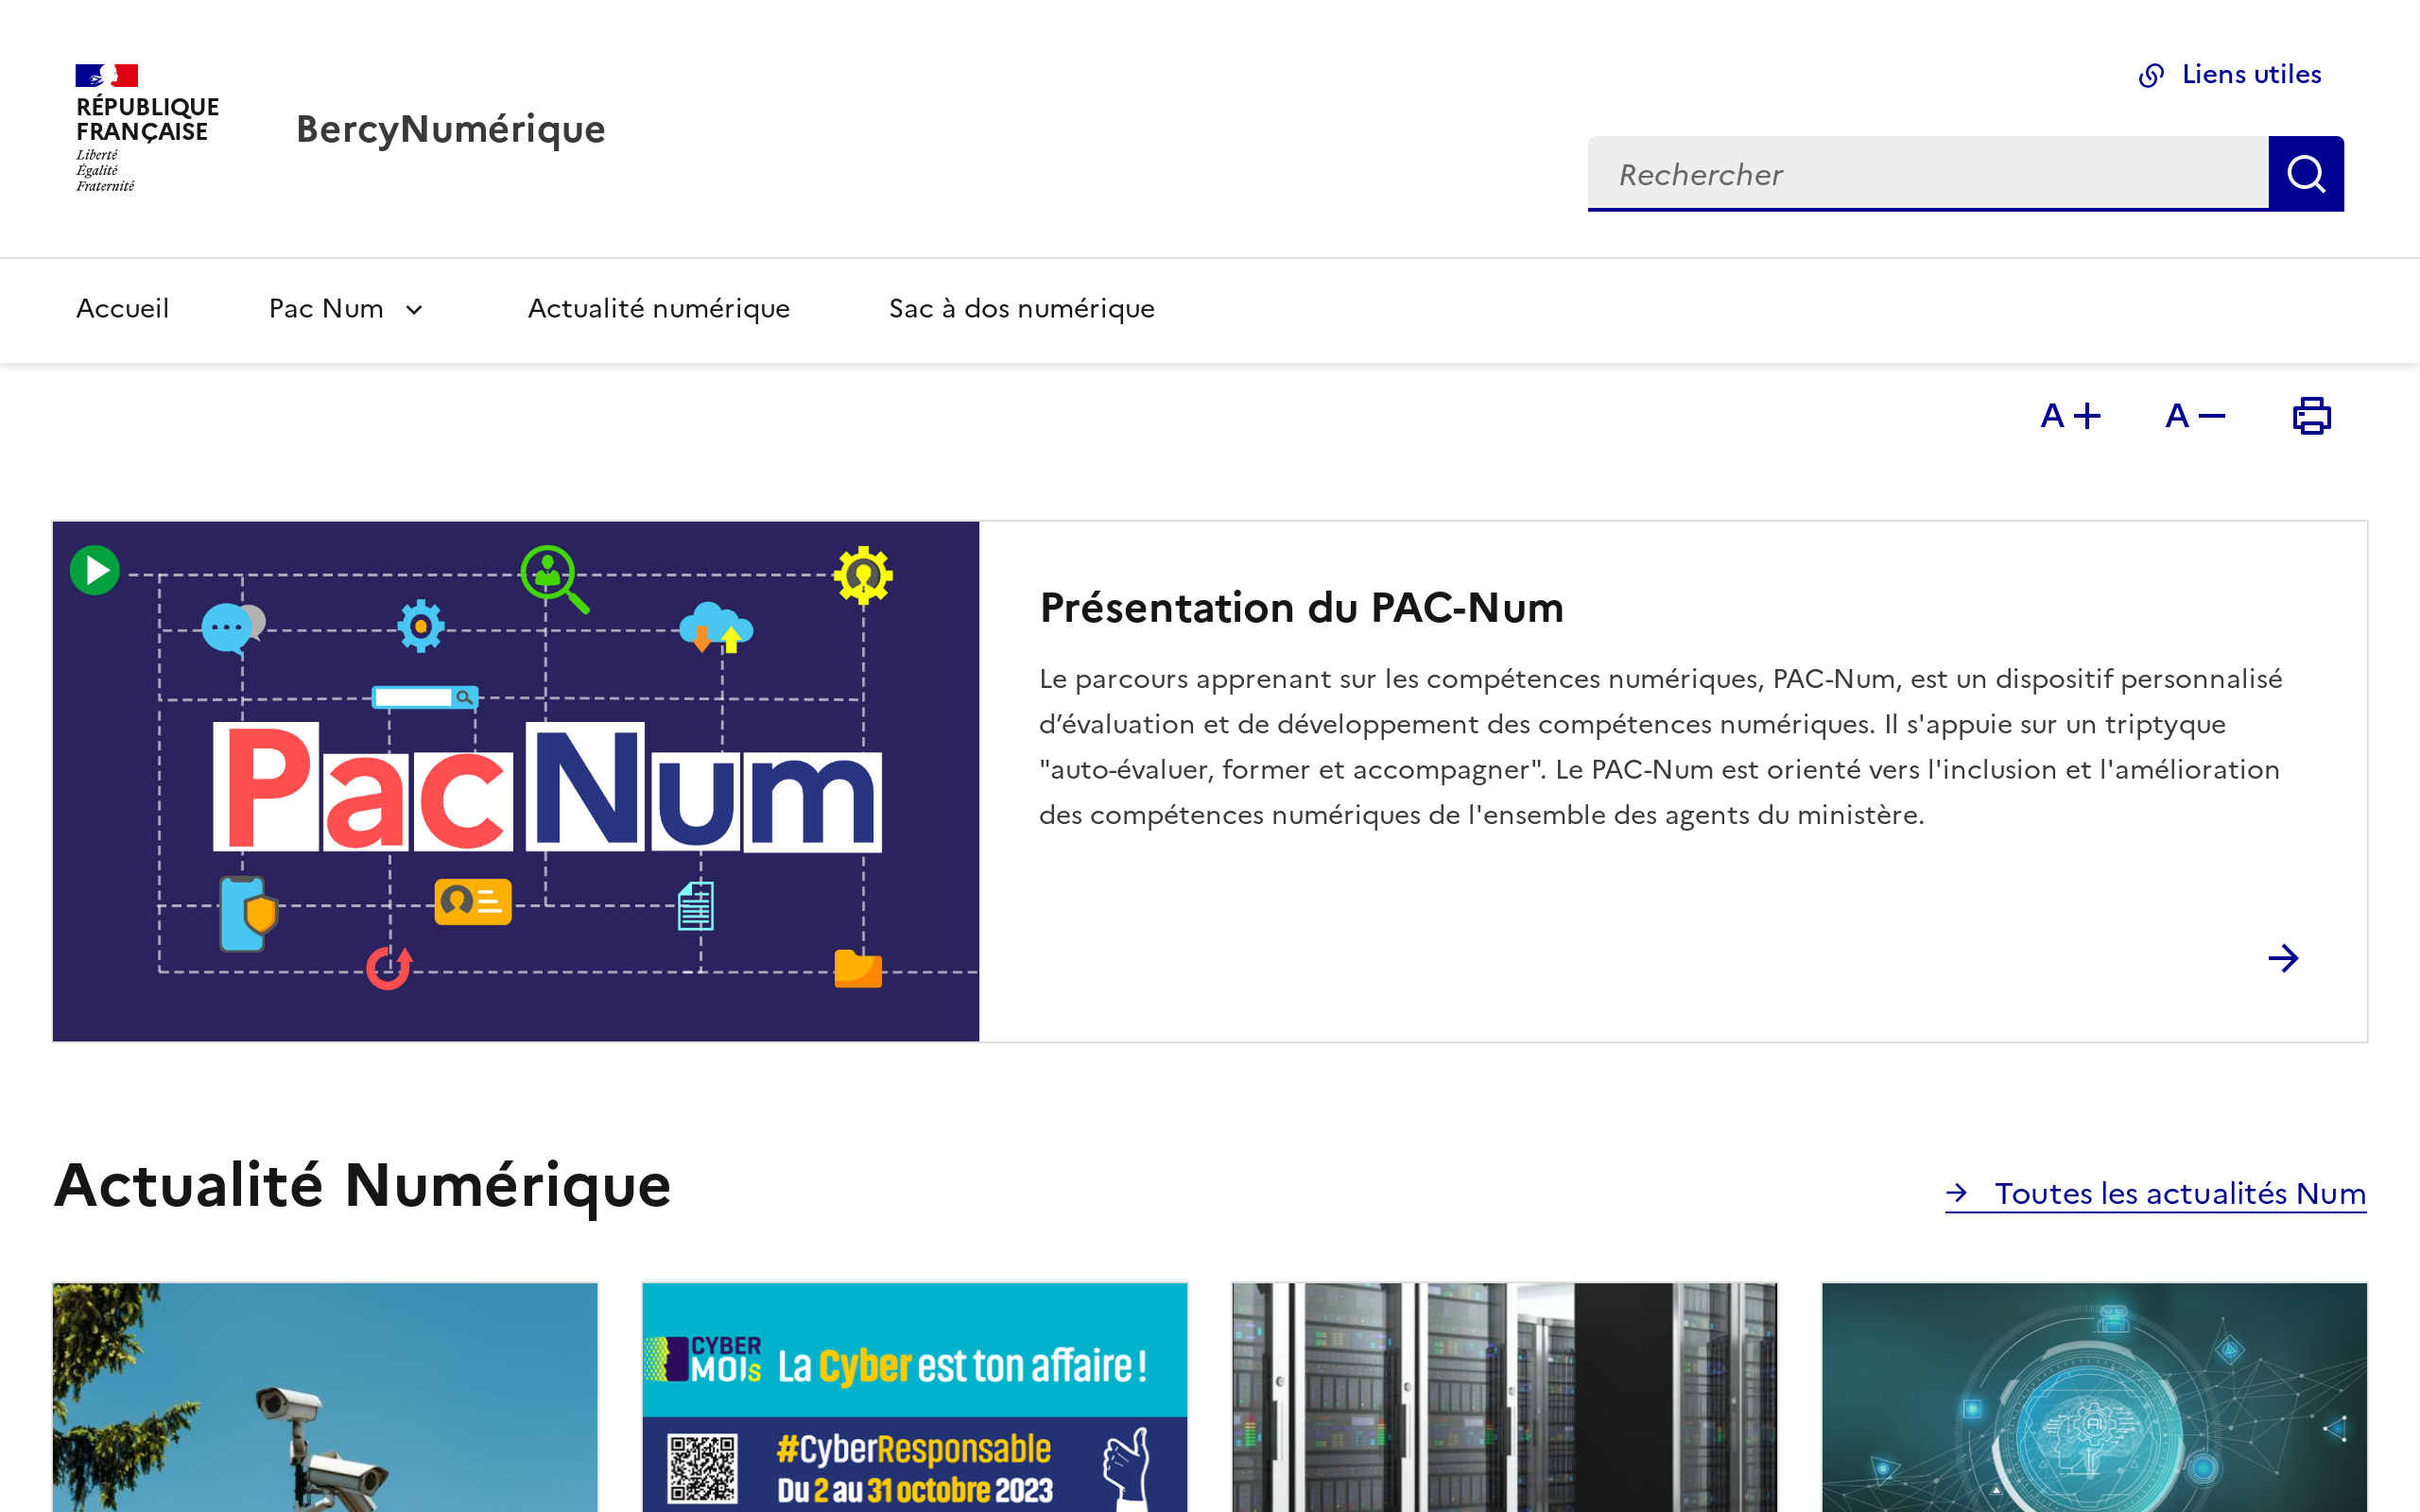 RÉPUBLIQUE
FRANÇAISE
Liberté
Égalité
Fraternité
BercyNumérique
Liens utiles
Rechercher
Accueil
Pac Num
Actualité numérique
Sac à dos numérique
A+
A−
PacNum
Présentation du PAC-Num
Le parcours apprenant sur les compétences numériques, PAC-Num, est un dispositif personnalisé
d’évaluation et de développement des compétences numériques. Il s'appuie sur un triptyque
"auto-évaluer, former et accompagner". Le PAC-Num est orienté vers l'inclusion et l'amélioration
des compétences numériques de l'ensemble des agents du ministère.
Actualité Numérique
Toutes les actualités Num
CYBER
MOIs
La Cyber est ton affaire !
#CyberResponsable
Du 2 au 31 octobre 2023
AI